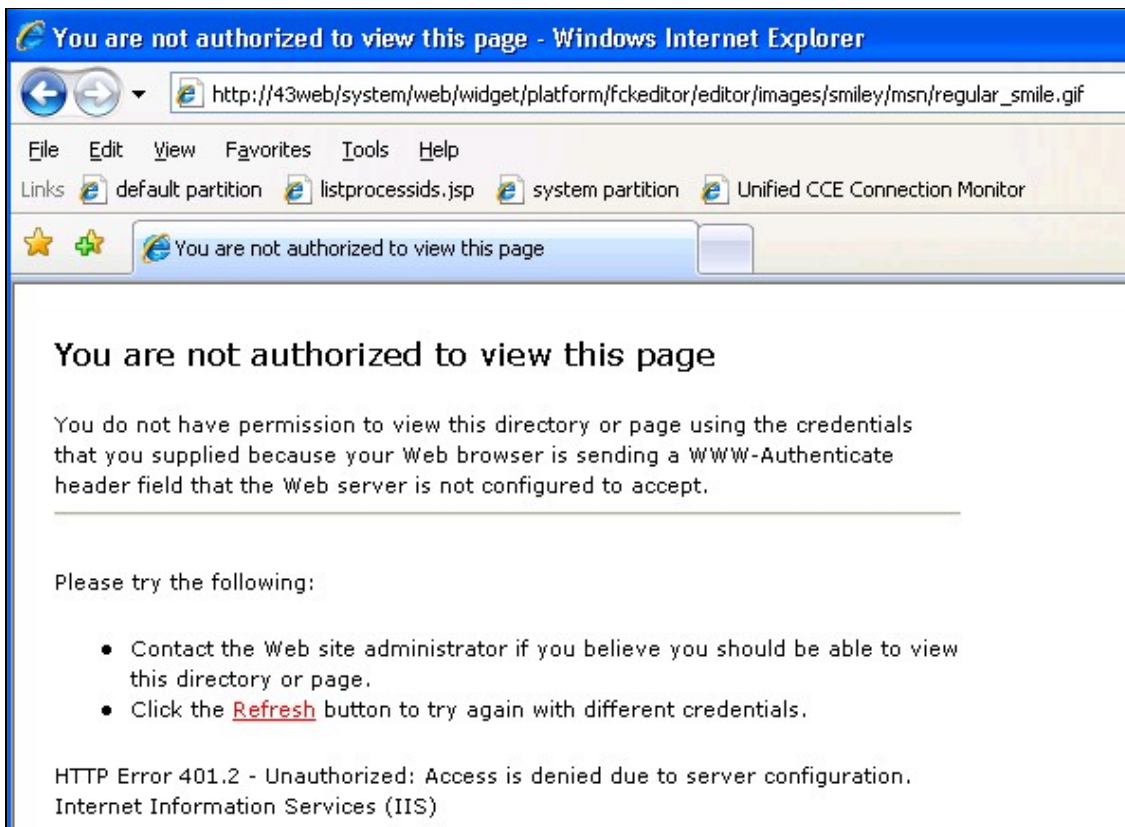 You are not authorized to view this page - Windows Internet Explorer
http://43web/system/web/widget/platform/fckeditor/editor/images/smiley/msn/regular_smile.gif
File Edit View Favorites Tools Help
Links default partition listprocessids.jsp system partition Unified CCE Connection Monitor
You are not authorized to view this page
You are not authorized to view this page
You do not have permission to view this directory or page using the credentials
that you supplied because your Web browser is sending a WWW-Authenticate
header field that the Web server is not configured to accept.
Please try the following:
• Contact the Web site administrator if you believe you should be able to view
this directory or page.
• Click the Refresh button to try again with different credentials.
HTTP Error 401.2 - Unauthorized: Access is denied due to server configuration.
Internet Information Services (IIS)